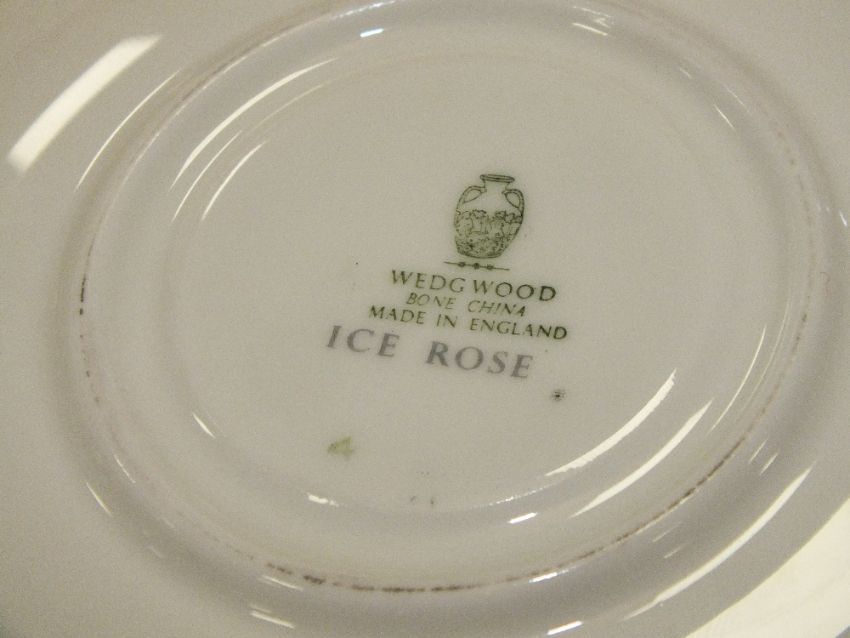 WEDGWOOD
BONE CHINA
MADE IN ENGLAND
ICE ROSE